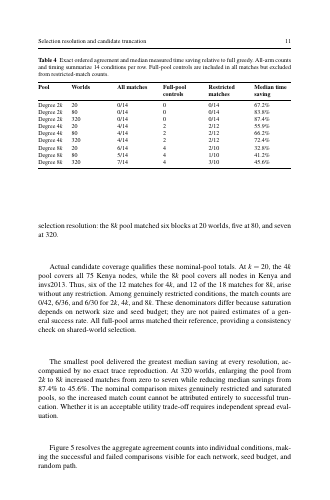 Selection resolution and candidate truncation 11
Table 4 Exact ordered agreement and median measured time saving relative to full greedy. All-arm counts
and timing summarize 14 conditions per row. Full-pool controls are included in all matches but excluded
from restricted-match counts.
Pool Worlds All matches Full-pool controls Restricted matches Median time saving
Degree 2k 20 0/14 0 0/14 67.2%
Degree 2k 80 0/14 0 0/14 83.8%
Degree 2k 320 0/14 0 0/14 87.4%
Degree 4k 20 4/14 2 2/12 55.9%
Degree 4k 80 4/14 2 2/12 66.2%
Degree 4k 320 4/14 2 2/12 72.4%
Degree 8k 20 6/14 4 2/10 32.8%
Degree 8k 80 5/14 4 1/10 41.2%
Degree 8k 320 7/14 4 3/10 45.6%
selection resolution: the 8k pool matched six blocks at 20 worlds, five at 80, and seven
at 320.
Actual candidate coverage qualifies these nominal-pool totals. At k = 20, the 4k
pool covers all 75 Kenya nodes, while the 8k pool covers all nodes in Kenya and
invs2013. Thus, six of the 12 matches for 4k, and 12 of the 18 matches for 8k, arise
without any restriction. Among genuinely restricted conditions, the match counts are
0/42, 6/36, and 6/30 for 2k, 4k, and 8k. These denominators differ because saturation
depends on network size and seed budget; they are not paired estimates of a gen-
eral success rate. All full-pool arms matched their reference, providing a consistency
check on shared-world selection.
The smallest pool delivered the greatest median saving at every resolution, ac-
companied by no exact trace reproduction. At 320 worlds, enlarging the pool from
2k to 8k increased matches from zero to seven while reducing median savings from
87.4% to 45.6%. The nominal comparison mixes genuinely restricted and saturated
pools, so the increased match count cannot be attributed entirely to successful trun-
cation. Whether it is an acceptable utility trade-off requires independent spread eval-
uation.
Figure 5 resolves the aggregate agreement counts into individual conditions, mak-
ing the successful and failed comparisons visible for each network, seed budget, and
random path.